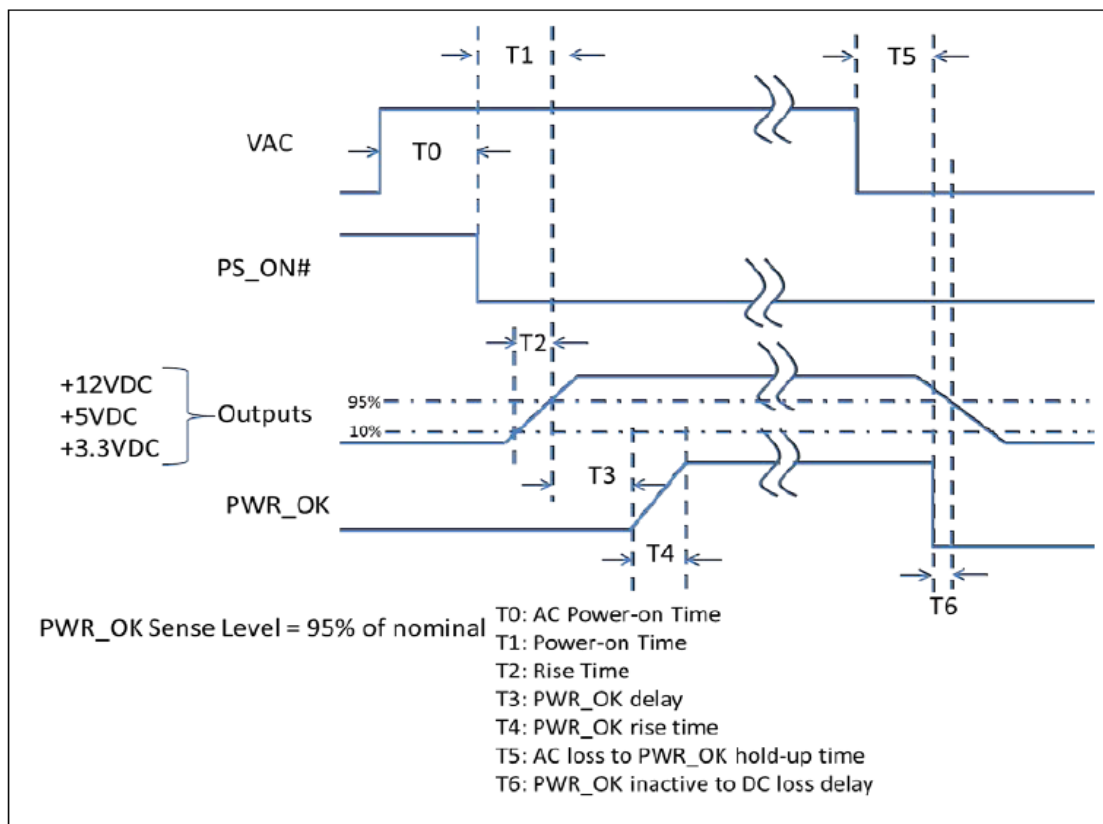 T1
T5
VAC
T0
PS_ON#
T2
+12VDC
+5VDC
+3.3VDC
Outputs
95%
10%
T3
PWR_OK
T4
T6
PWR_OK Sense Level = 95% of nominal
T0: AC Power-on Time
T1: Power-on Time
T2: Rise Time
T3: PWR_OK delay
T4: PWR_OK rise time
T5: AC loss to PWR_OK hold-up time
T6: PWR_OK inactive to DC loss delay